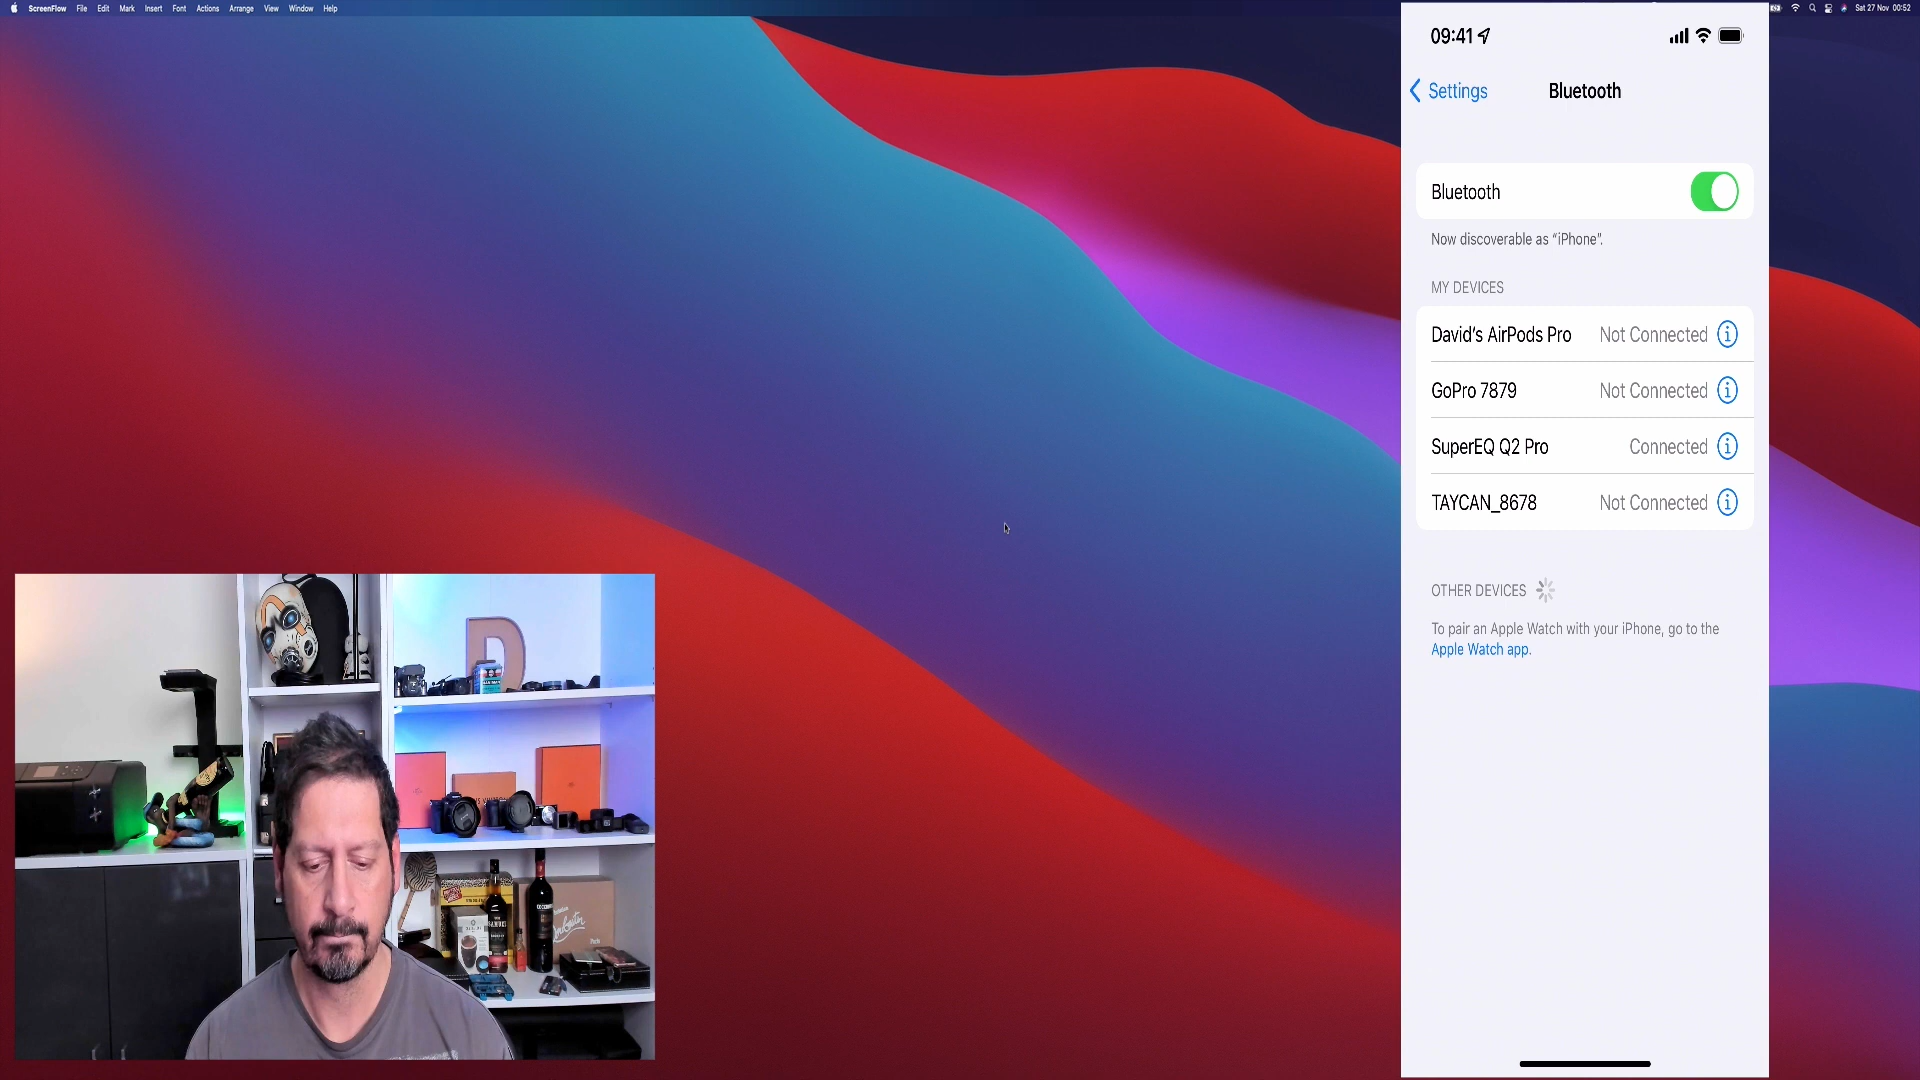 ScreenFlow File Edit Mark Insert Font Actions Arrange View Window Help
Sat 27 Nov 00:52
09:41
Settings
Bluetooth
Bluetooth
Now discoverable as “iPhone”.
MY DEVICES
David’s AirPods Pro Not Connected
GoPro 7879 Not Connected
SuperEQ Q2 Pro Connected
TAYCAN_8678 Not Connected
OTHER DEVICES
To pair an Apple Watch with your iPhone, go to the
Apple Watch app.
D